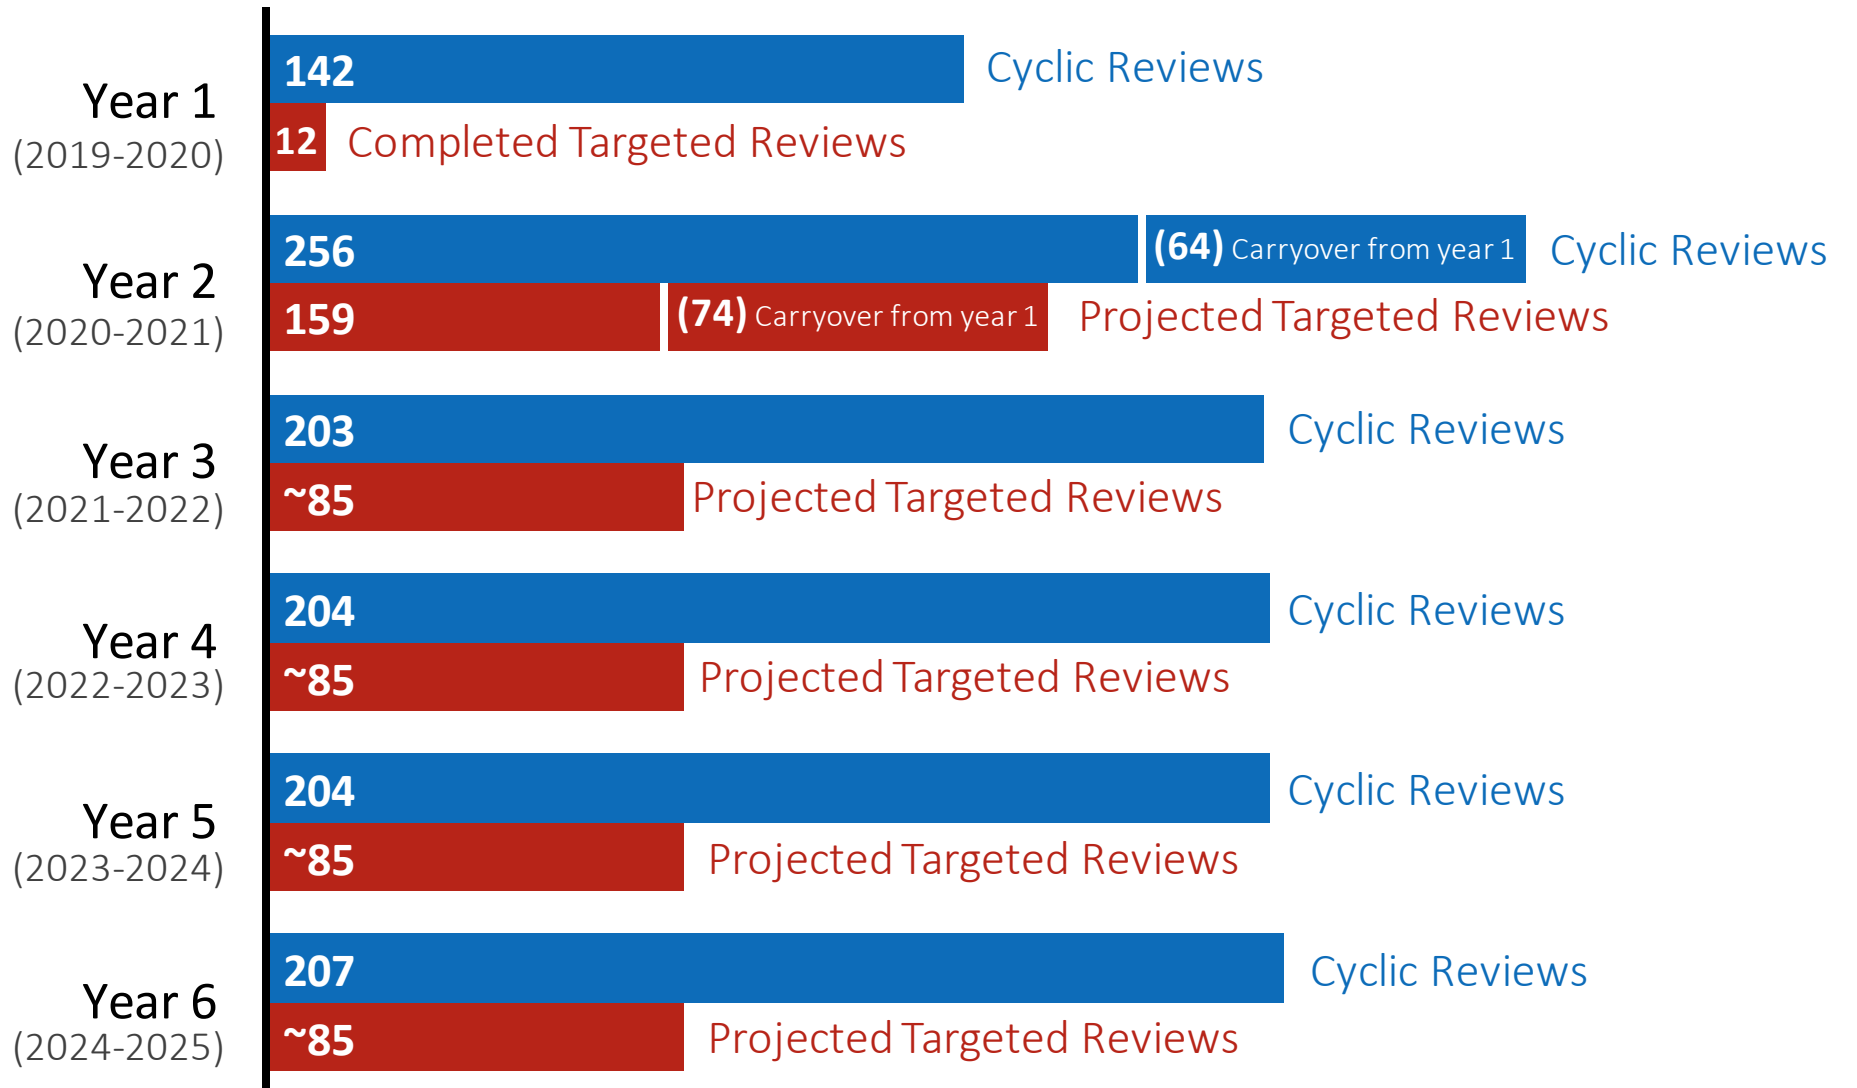 Year 1
(2019-2020)
142 Cyclic Reviews
12 Completed Targeted Reviews
Year 2
(2020-2021)
256 (64) Carryover from year 1 Cyclic Reviews
159 (74) Carryover from year 1 Projected Targeted Reviews
Year 3
(2021-2022)
203 Cyclic Reviews
~85 Projected Targeted Reviews
Year 4
(2022-2023)
204 Cyclic Reviews
~85 Projected Targeted Reviews
Year 5
(2023-2024)
204 Cyclic Reviews
~85 Projected Targeted Reviews
Year 6
(2024-2025)
207 Cyclic Reviews
~85 Projected Targeted Reviews